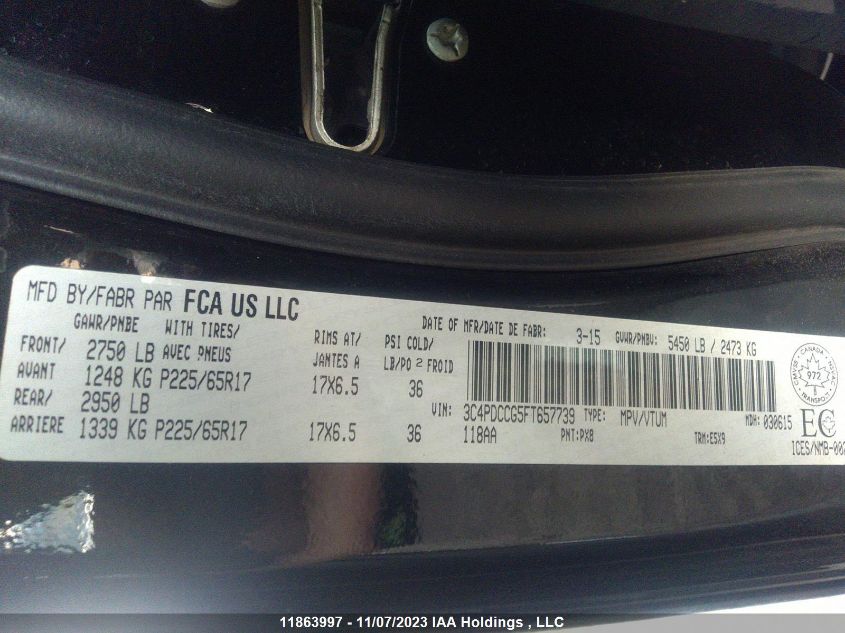 MFD BY/FABR PAR FCA US LLC
DATE OF MFR/DATE DE FABR: 3-15 GVWR/PNBV: 5450 LB / 2473 KG
GAWR/PNBE WITH TIRES/ RIMS AT/ PSI COLD/
FRONT/ 2750 LB AVEC PNEUS JANTES A LB/PO 2 FROID
AVANT 1248 KG P225/65R17 17X6.5 36
REAR/ 2950 LB
ARRIERE 1339 KG P225/65R17 17X6.5 36
VIN: 3C4PDCCG5FT657739 TYPE: MPV/VTUM MDH: 030615
118AA PNT: PX8 TRM: E5X9
CANADA
972
TRANSPORT
EC
ICES/NMB-002
11863997 - 11/07/2023 IAA Holdings , LLC